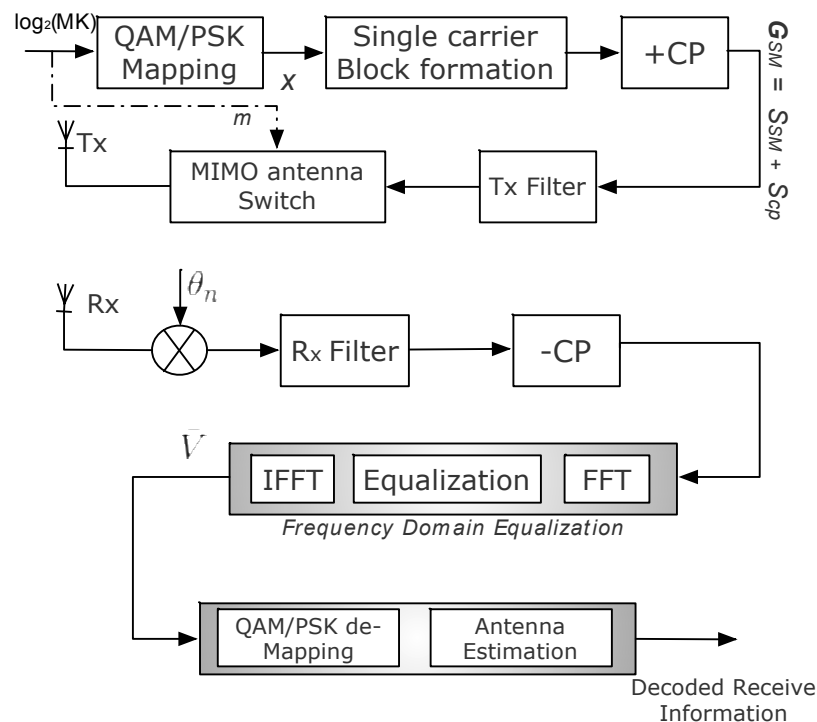 log₂(MK)
QAM/PSK
Mapping
x
Single carrier
Block formation
+CP
G_SM = S_SM + S_cp
m
Tx
MIMO antenna
Switch
Tx Filter
θ_n
Rx
Rx Filter
-CP
V̄
IFFT
Equalization
FFT
Frequency Domain Equalization
QAM/PSK de-
Mapping
Antenna
Estimation
Decoded Receive
Information